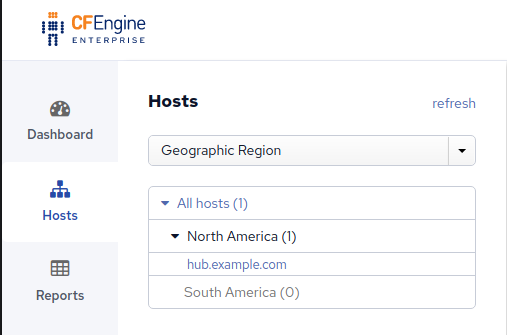 CFEngine
ENTERPRISE
Dashboard
Hosts
Reports
Hosts
refresh
Geographic Region
All hosts (1)
North America (1)
hub.example.com
South America (0)